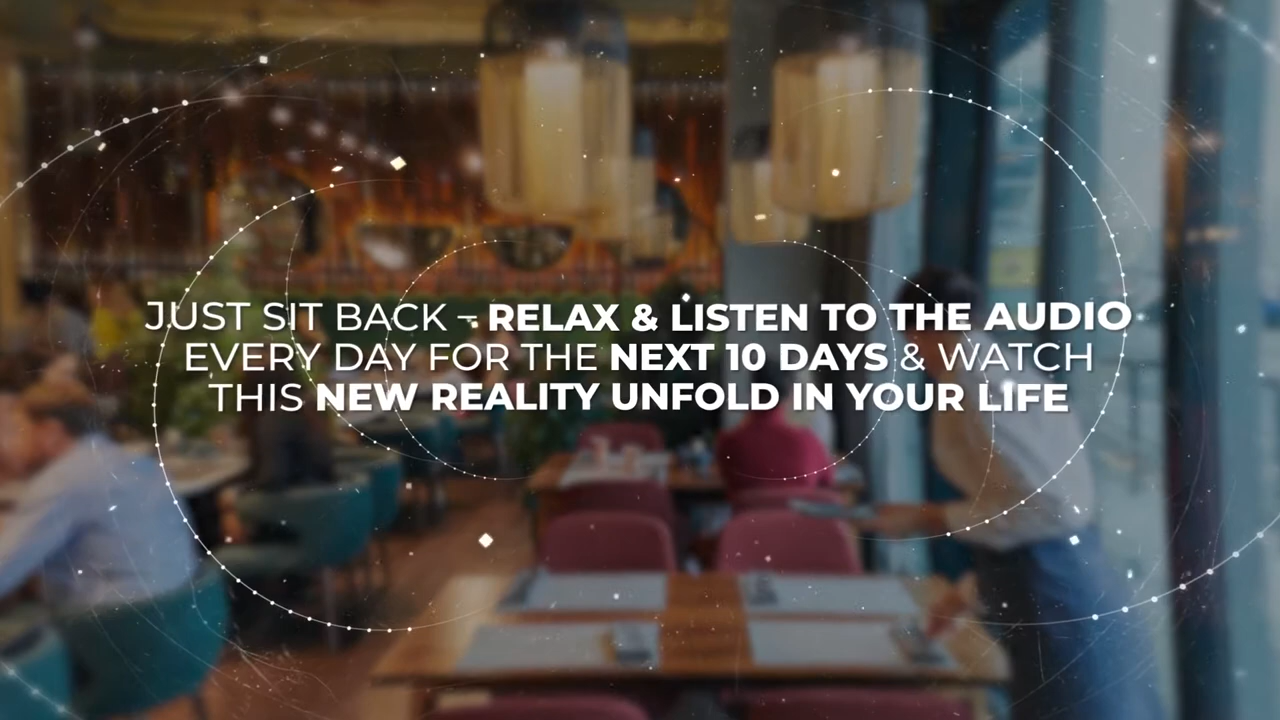 JUST SIT BACK – RELAX & LISTEN TO THE AUDIO
EVERY DAY FOR THE NEXT 10 DAYS & WATCH
THIS NEW REALITY UNFOLD IN YOUR LIFE